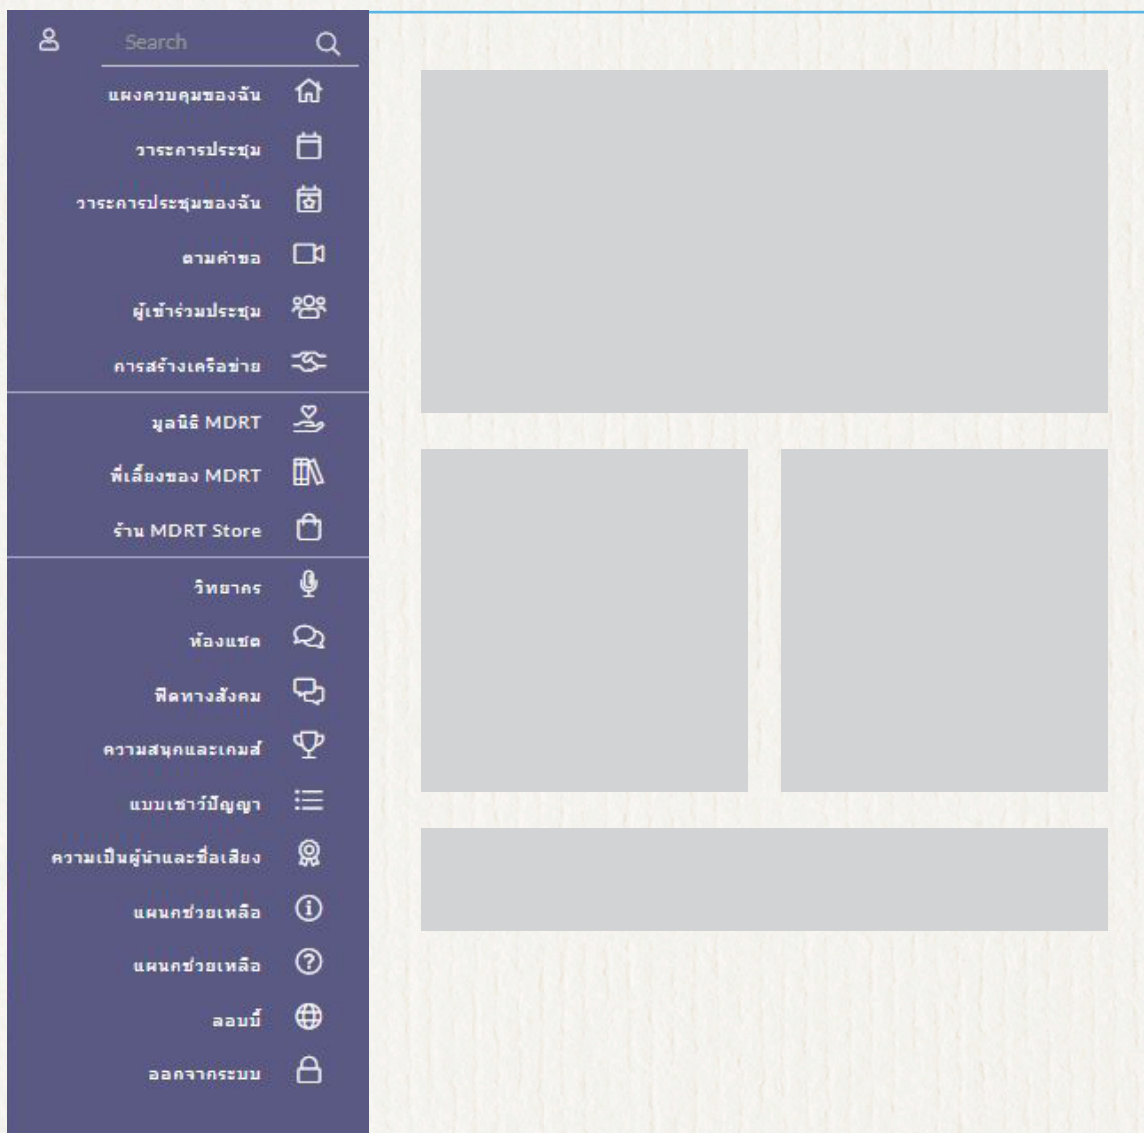 Search
แผงควบคุมของฉัน
วาระการประชุม
วาระการประชุมของฉัน
ตามคำขอ
ผู้เข้าร่วมประชุม
การสร้างเครือข่าย
มูลนิธิ MDRT
พี่เลี้ยงของ MDRT
ร้าน MDRT Store
วิทยากร
ห้องแชต
ฟีดทางสังคม
ความสนุกและเกมส์
แบบเชาว์ปัญญา
ความเป็นผู้นำและชื่อเสียง
แผนกช่วยเหลือ
แผนกช่วยเหลือ
ลอบบี้
ออกจากระบบ